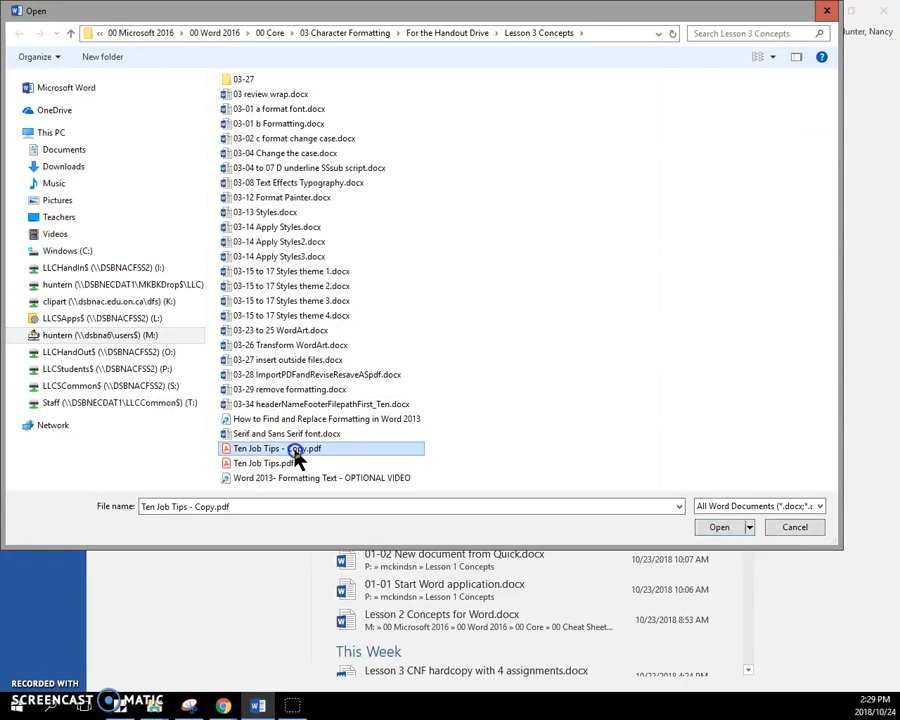 Open
« 00 Microsoft 2016 › 00 Word 2016 › 00 Core › 03 Character Formatting › For the Handout Drive › Lesson 3 Concepts ›
Search Lesson 3 Concepts
Hunter, Nancy
Organize
New folder
Microsoft Word
OneDrive
This PC
Documents
Downloads
Music
Pictures
Teachers
Videos
Windows (C:)
LLCHandIn$ (\\DSBNACFSS2) (I:)
huntern (\\DSBNECDAT1\MKBKDrop$\LLC)
clipart (\\dsbnac.edu.on.ca\dfs) (K:)
LLCSApps$ (\\DSBNACFSS2) (L:)
huntern (\\dsbna6\users$) (M:)
LLCHandOut$ (\\DSBNACFSS2) (O:)
LLCStudents$ (\\DSBNACFSS2) (P:)
LLCSCommon$ (\\DSBNACFSS2) (S:)
Staff (\\DSBNECDAT1\LLCCommon$) (T:)
Network
03-27
03 review wrap.docx
03-01 a format font.docx
03-01 b Formatting.docx
03-02 c format change case.docx
03-04 Change the case.docx
03-04 to 07 D underline SSsub script.docx
03-08 Text Effects Typography.docx
03-12 Format Painter.docx
03-13 Styles.docx
03-14 Apply Styles.docx
03-14 Apply Styles2.docx
03-14 Apply Styles3.docx
03-15 to 17 Styles theme 1.docx
03-15 to 17 Styles theme 2.docx
03-15 to 17 Styles theme 3.docx
03-15 to 17 Styles theme 4.docx
03-23 to 25 WordArt.docx
03-26 Transform WordArt.docx
03-27 insert outside files.docx
03-28 ImportPDFandReviseResaveASpdf.docx
03-29 remove formatting.docx
03-34 headerNameFooterFilepathFirst_Ten.docx
How to Find and Replace Formatting in Word 2013
Serif and Sans Serif font.docx
Ten Job Tips - Copy.pdf
Ten Job Tips.pdf
Word 2013- Formatting Text - OPTIONAL VIDEO
File name:
Ten Job Tips - Copy.pdf
All Word Documents (*.docx;*.c
Open
Cancel
01-02 New document from Quick.docx
P: » mckindsn » Lesson 1 Concepts
10/23/2018 10:07 AM
01-01 Start Word application.docx
P: » mckindsn » Lesson 1 Concepts
10/23/2018 10:06 AM
Lesson 2 Concepts for Word.docx
M: » 00 Microsoft 2016 » 00 Word 2016 » 00 Core » 00 Cheat Sheet...
10/23/2018 8:53 AM
This Week
Lesson 3 CNF hardcopy with 4 assignments.docx
RECORDED WITH
SCREENCAST MATIC
2:29 PM
2018/10/24